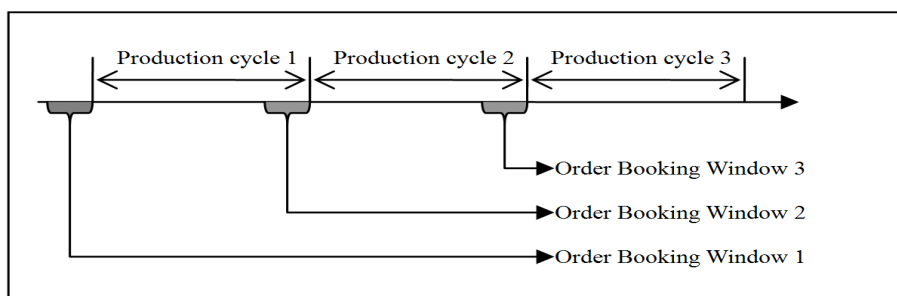 Production cycle 1
Production cycle 2
Production cycle 3
Order Booking Window 3
Order Booking Window 2
Order Booking Window 1